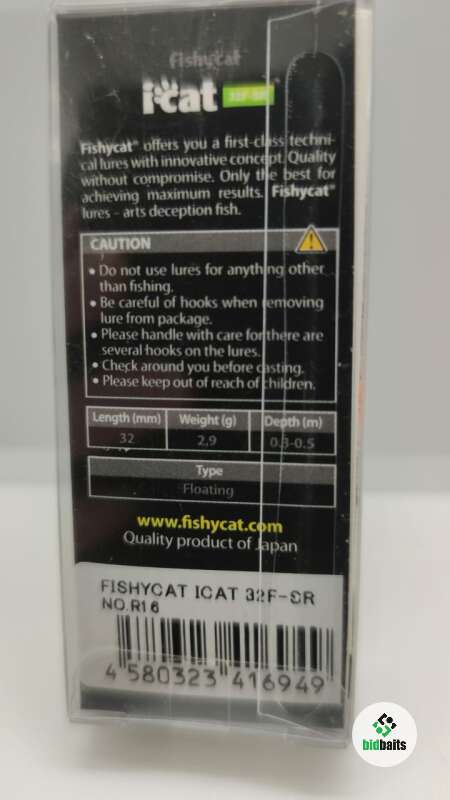 fishycat
icat 32F-SR
Fishycat® offers you a first-class techni-
cal lures with innovative concept. Quality
without compromise. Only the best for
achieving maximum results. Fishycat®
lures - arts deception fish.
CAUTION
• Do not use lures for anything other
than fishing.
• Be careful of hooks when removing
lure from package.
• Please handle with care for there are
several hooks on the lures.
• Check around you before casting.
• Please keep out of reach of children.
Length (mm) Weight (g) Depth (m)
32 2,9 0.3-0.5
Type
Floating
www.fishycat.com
Quality product of Japan
FISHYCAT ICAT 32F-SR
NO.R16
4 580323 416949
bidbaits